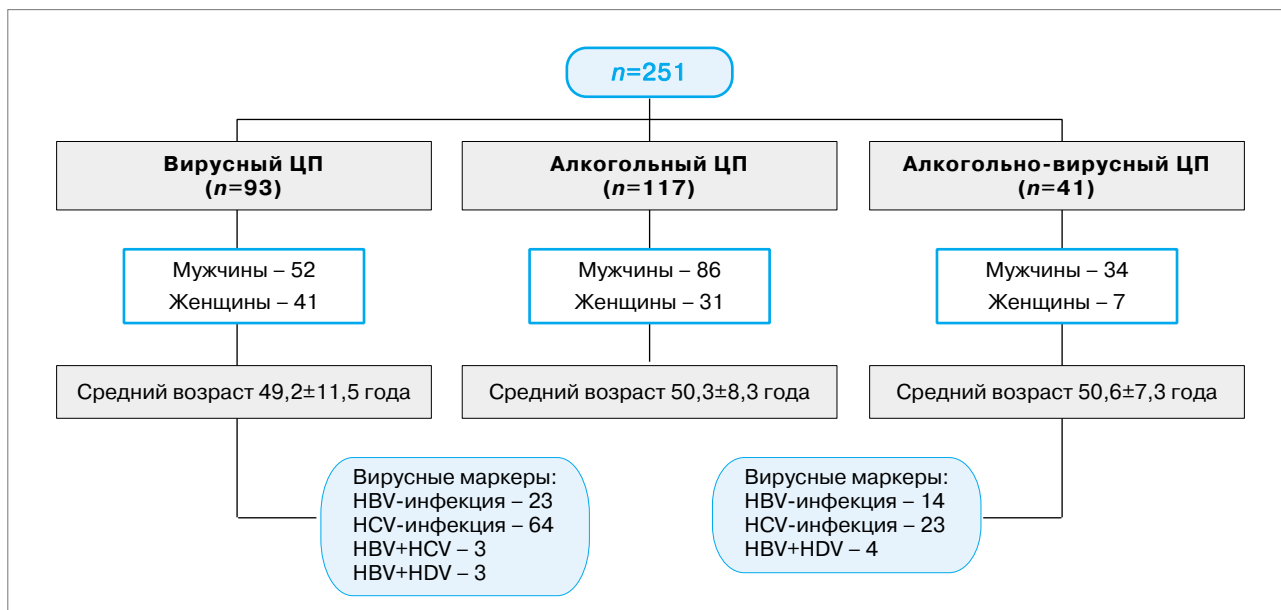 n=251
Вирусный ЦП
(n=93)
Алкогольный ЦП
(n=117)
Алкогольно-вирусный ЦП
(n=41)
Мужчины – 52
Женщины – 41
Мужчины – 86
Женщины – 31
Мужчины – 34
Женщины – 7
Средний возраст 49,2±11,5 года
Средний возраст 50,3±8,3 года
Средний возраст 50,6±7,3 года
Вирусные маркеры:
HBV-инфекция – 23
HCV-инфекция – 64
HBV+HCV – 3
HBV+HDV – 3
Вирусные маркеры:
HBV-инфекция – 14
HCV-инфекция – 23
HBV+HDV – 4